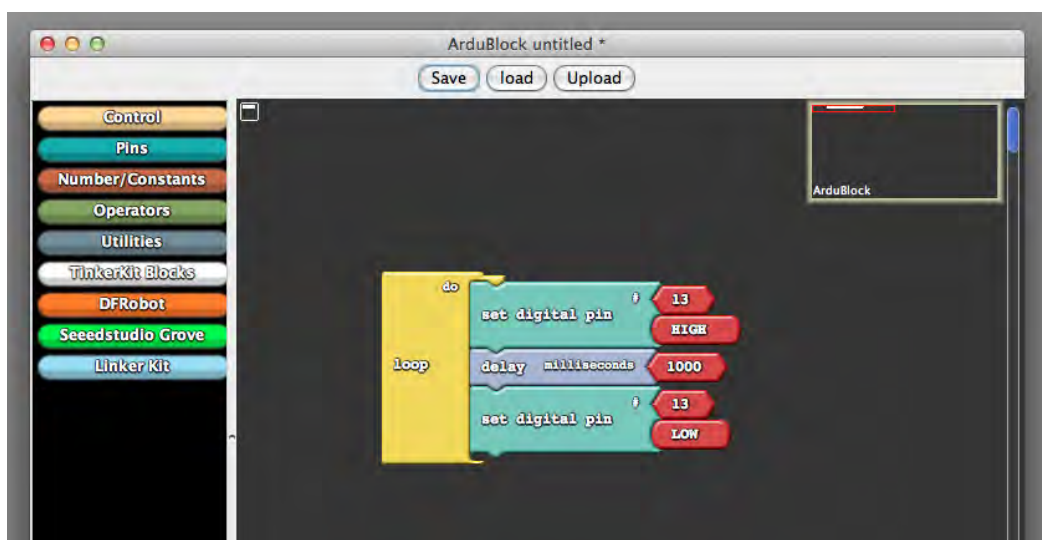 ArduBlock untitled *
Save load Upload
Control
Pins
Number/Constants
Operators
Utilities
TinkerKit Blocks
DFRobot
Seeedstudio Grove
Linker Kit
ArduBlock
loop
do
set digital pin # 13
HIGH
delay milliseconds 1000
set digital pin # 13
LOW